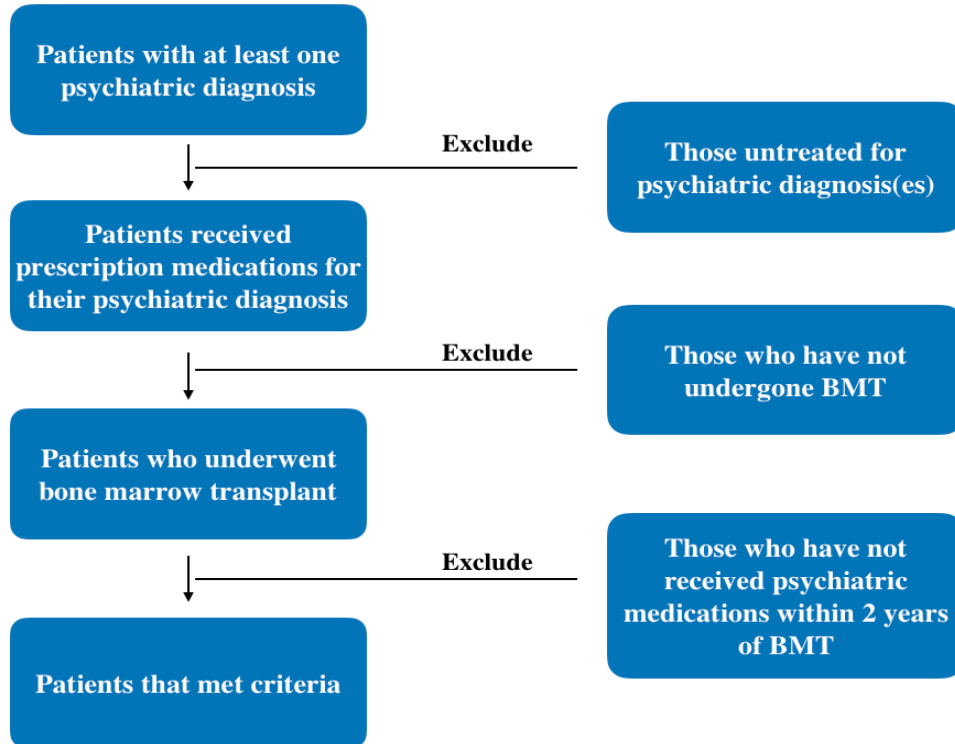 Patients with at least one
psychiatric diagnosis
Exclude
Those untreated for
psychiatric diagnosis(es)
Patients received
prescription medications for
their psychiatric diagnosis
Exclude
Those who have not
undergone BMT
Patients who underwent
bone marrow transplant
Exclude
Those who have not
received psychiatric
medications within 2 years
of BMT
Patients that met criteria